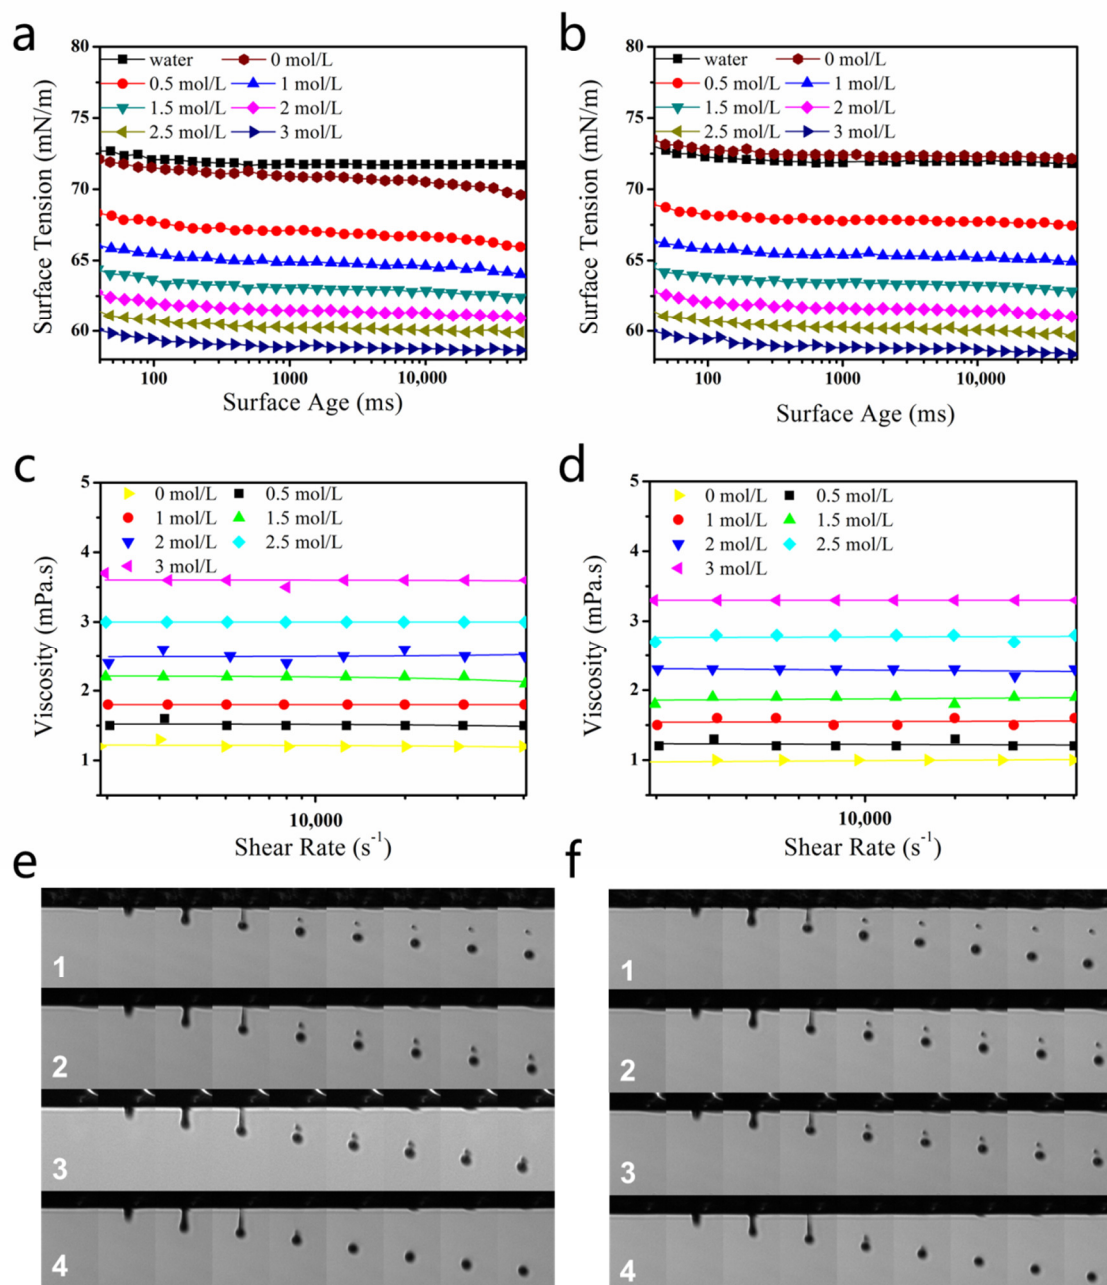 a
b
80
75
70
65
60
Surface Tension (mN/m)
water 0 mol/L
0.5 mol/L 1 mol/L
1.5 mol/L 2 mol/L
2.5 mol/L 3 mol/L
100 1000 10,000
Surface Age (ms)
80
75
70
65
60
Surface Tension (mN/m)
water 0 mol/L
0.5 mol/L 1 mol/L
1.5 mol/L 2 mol/L
2.5 mol/L 3 mol/L
100 1000 10,000
Surface Age (ms)
c
d
5
4
3
2
1
Viscosity (mPa.s)
0 mol/L 0.5 mol/L
1 mol/L 1.5 mol/L
2 mol/L 2.5 mol/L
3 mol/L
10,000
Shear Rate (s⁻¹)
5
4
3
2
1
Viscosity (mPa.s)
0 mol/L 0.5 mol/L
1 mol/L 1.5 mol/L
2 mol/L 2.5 mol/L
3 mol/L
10,000
Shear Rate (s⁻¹)
e
f
1
2
3
4
1
2
3
4